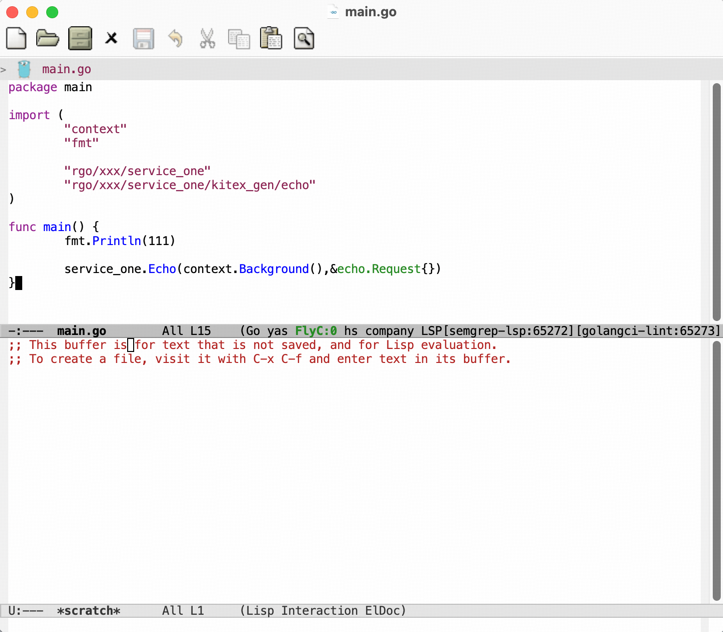 main.go
> main.go
package main
import (
"context"
"fmt"
"rgo/xxx/service_one"
"rgo/xxx/service_one/kitex_gen/echo"
)
func main() {
fmt.Println(111)
service_one.Echo(context.Background(),&echo.Request{})
}
-:--- main.go All L15 (Go yas FlyC:0 hs company LSP[semgrep-lsp:65272][golangci-lint:65273]
;; This buffer is for text that is not saved, and for Lisp evaluation.
;; To create a file, visit it with C-x C-f and enter text in its buffer.
U:--- *scratch* All L1 (Lisp Interaction ElDoc)